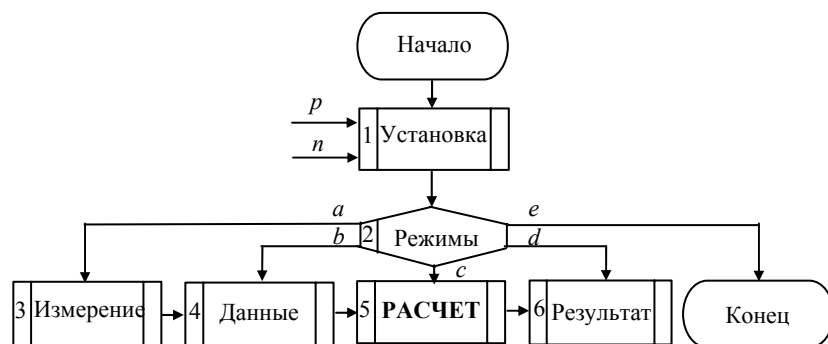 Начало
p
n
1 Установка
a
e
b
2 Режимы
d
c
3 Измерение
4 Данные
5 РАСЧЕТ
6 Результат
Конец